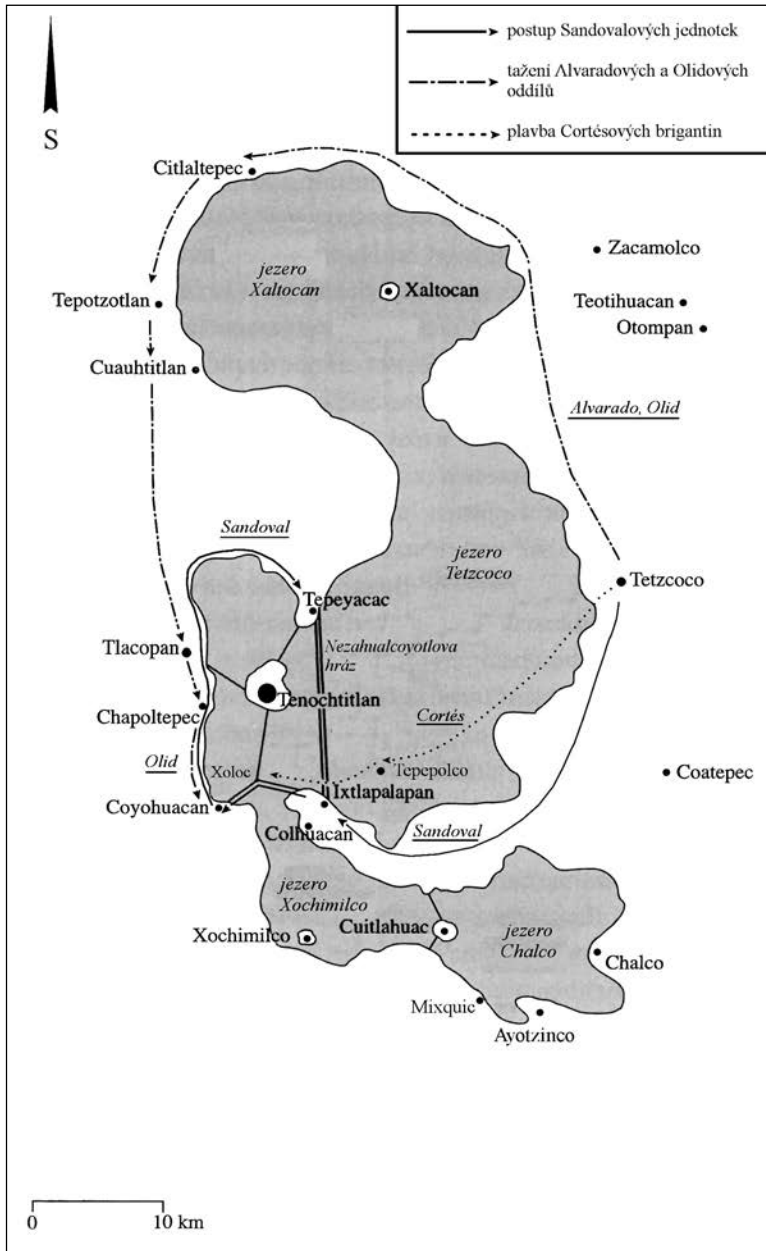 postup Sandovalových jednotek
tažení Alvaradových a Olidových
oddílů
plavba Cortésových brigantin
S
Citlaltepec
jezero
Xaltocan
Xaltocan
Zacamolco
Teotihuacan
Otompan
Tepotzotlan
Cuauhtitlan
Alvarado, Olid
Sandoval
jezero
Tetzcoco
Tetzcoco
Tepeyacac
Nezahualcoyotlova
hráz
Tlacopan
Tenochtitlan
Chapoltepec
Cortés
Olid
Xoloc
Tepepolco
Coatepec
Ixtlapalapan
Coyohuacan
Colhuacan
Sandoval
jezero
Xochimilco
Cuitlahuac
jezero
Chalco
Xochimilco
Chalco
Mixquic
Ayotzinco
0
10 km